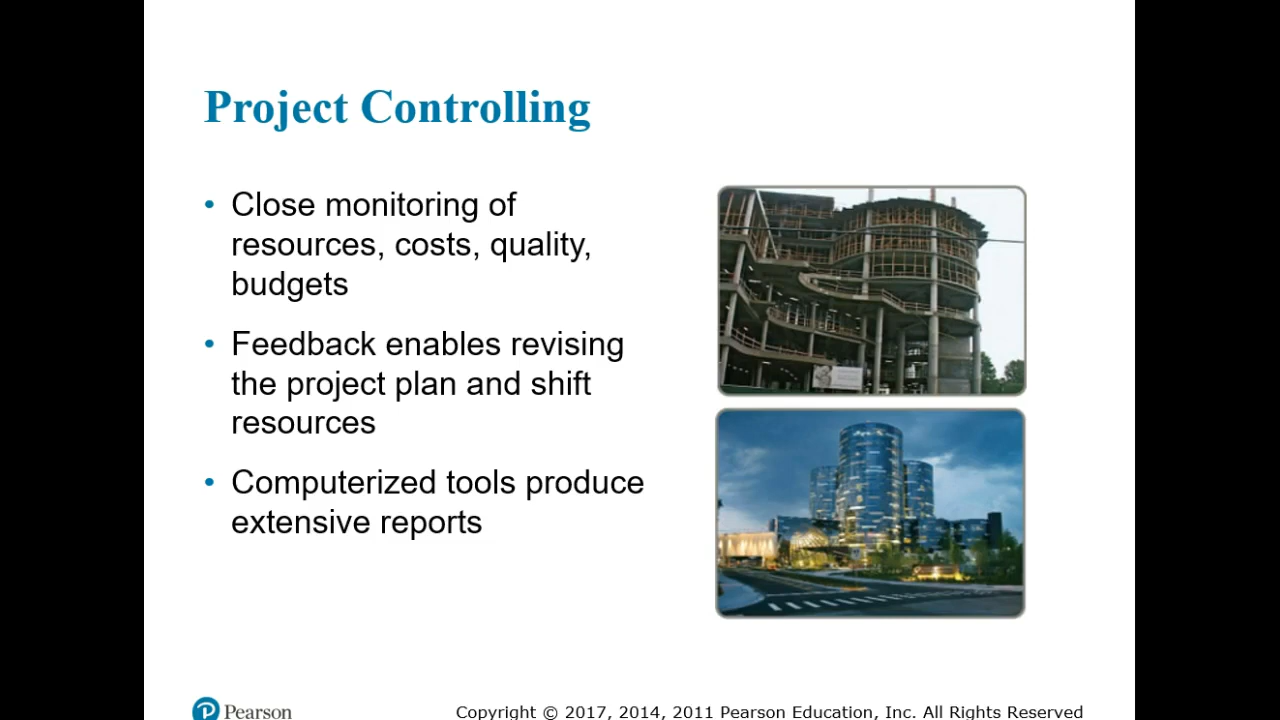 Project Controlling
• Close monitoring of
resources, costs, quality,
budgets
• Feedback enables revising
the project plan and shift
resources
• Computerized tools produce
extensive reports
Pearson
Copyright © 2017, 2014, 2011 Pearson Education, Inc. All Rights Reserved